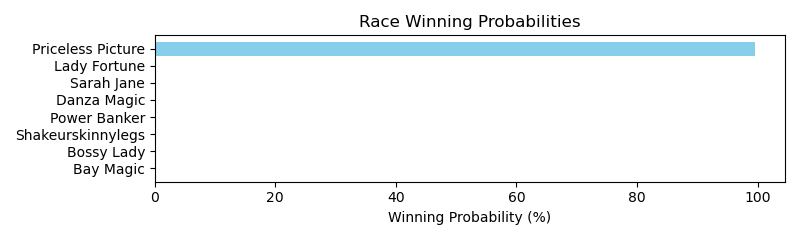 Race Winning Probabilities
Priceless Picture
Lady Fortune
Sarah Jane
Danza Magic
Power Banker
Shakeurskinnylegs
Bossy Lady
Bay Magic
0 20 40 60 80 100
Winning Probability (%)